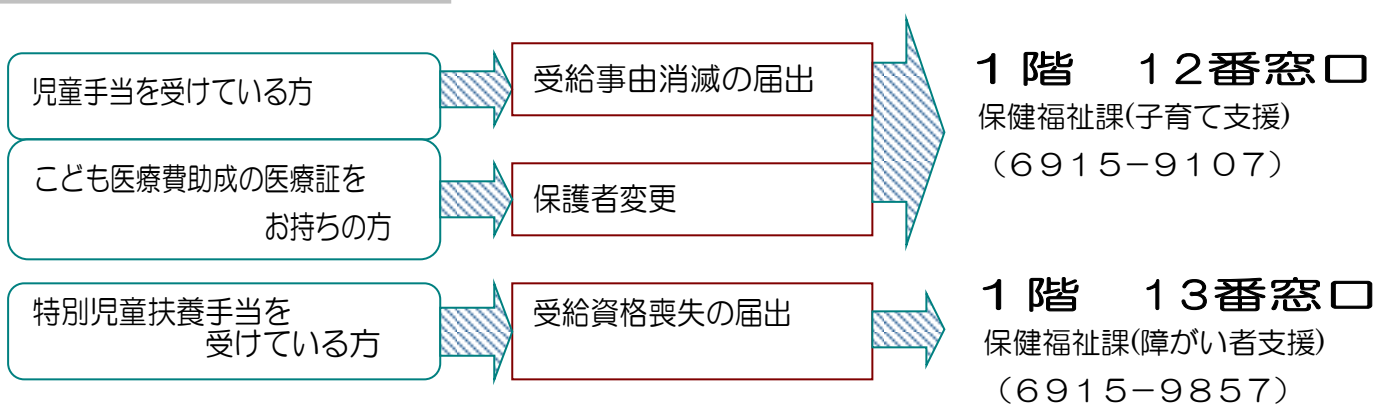 児童手当を受けている方
受給事由消滅の届出
１階　１２番窓口
保健福祉課(子育て支援)
（６９１５－９１０７）
こども医療費助成の医療証を
お持ちの方
保護者変更
特別児童扶養手当を
受けている方
受給資格喪失の届出
１階　１３番窓口
保健福祉課(障がい者支援)
（６９１５－９８５７）